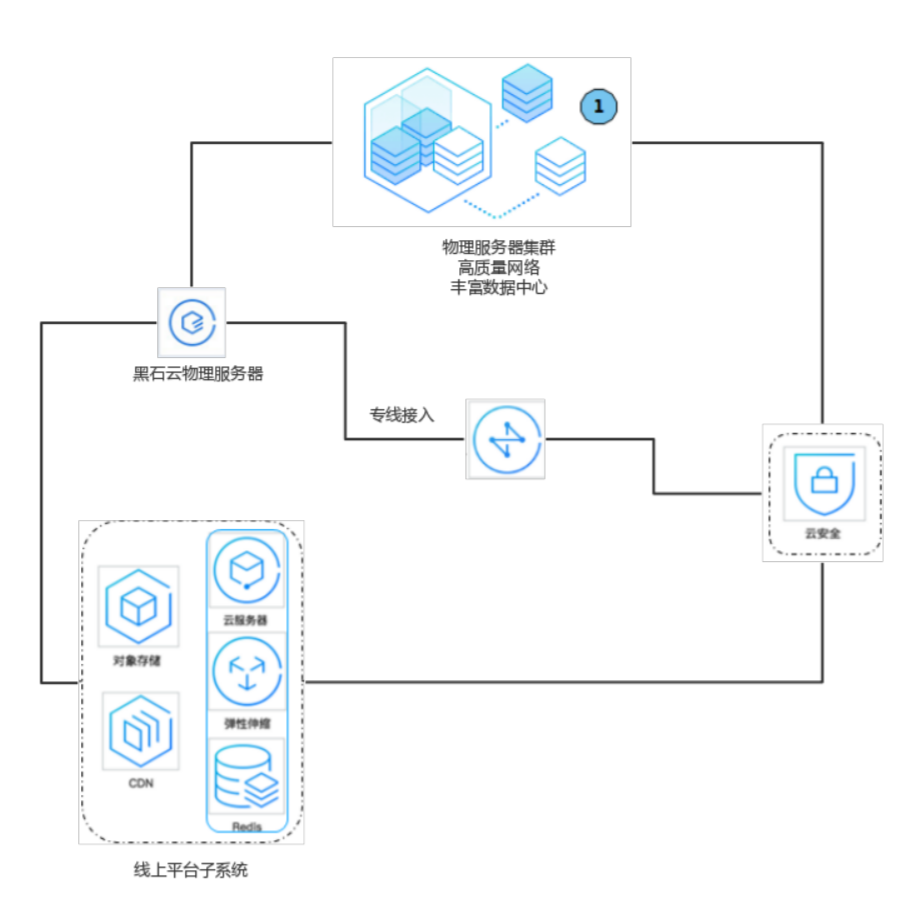 1
物理服务器集群
高质量网络
丰富数据中心
黑石云物理服务器
专线接入
云安全
云服务器
对象存储
弹性伸缩
CDN
Redis
线上平台子系统